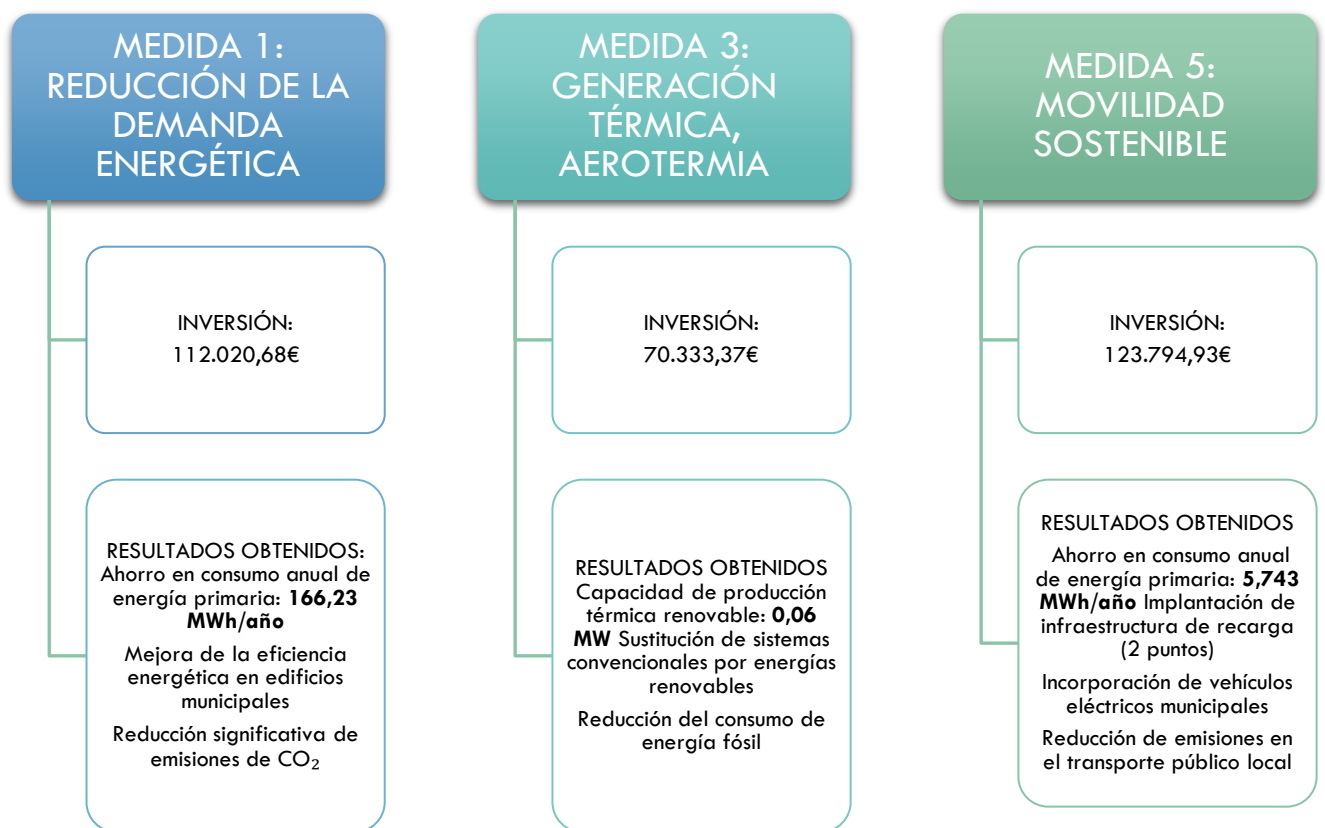 MEDIDA 1:
REDUCCIÓN DE LA
DEMANDA
ENERGÉTICA
INVERSIÓN:
112.020,68€
RESULTADOS OBTENIDOS:
Ahorro en consumo anual de
energía primaria: 166,23
MWh/año
Mejora de la eficiencia
energética en edificios
municipales
Reducción significativa de
emisiones de CO₂
MEDIDA 3:
GENERACIÓN
TÉRMICA,
AEROTERMIA
INVERSIÓN:
70.333,37€
RESULTADOS OBTENIDOS
Capacidad de producción
térmica renovable: 0,06
MW Sustitución de sistemas
convencionales por energías
renovables
Reducción del consumo de
energía fósil
MEDIDA 5:
MOVILIDAD
SOSTENIBLE
INVERSIÓN:
123.794,93€
RESULTADOS OBTENIDOS
Ahorro en consumo anual
de energía primaria: 5,743
MWh/año Implantación de
infraestructura de recarga
(2 puntos)
Incorporación de vehículos
eléctricos municipales
Reducción de emisiones en
el transporte público local